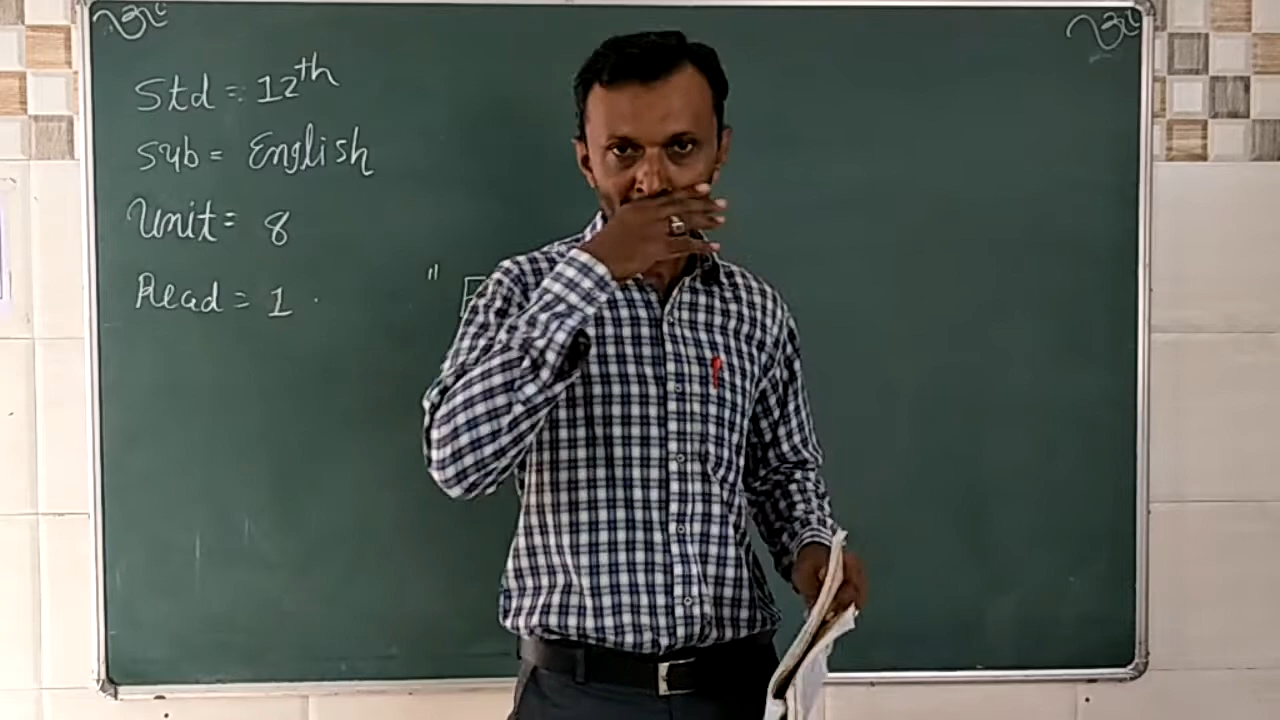 Std = 12th
Sub = English
Unit = 8
Read = 1.